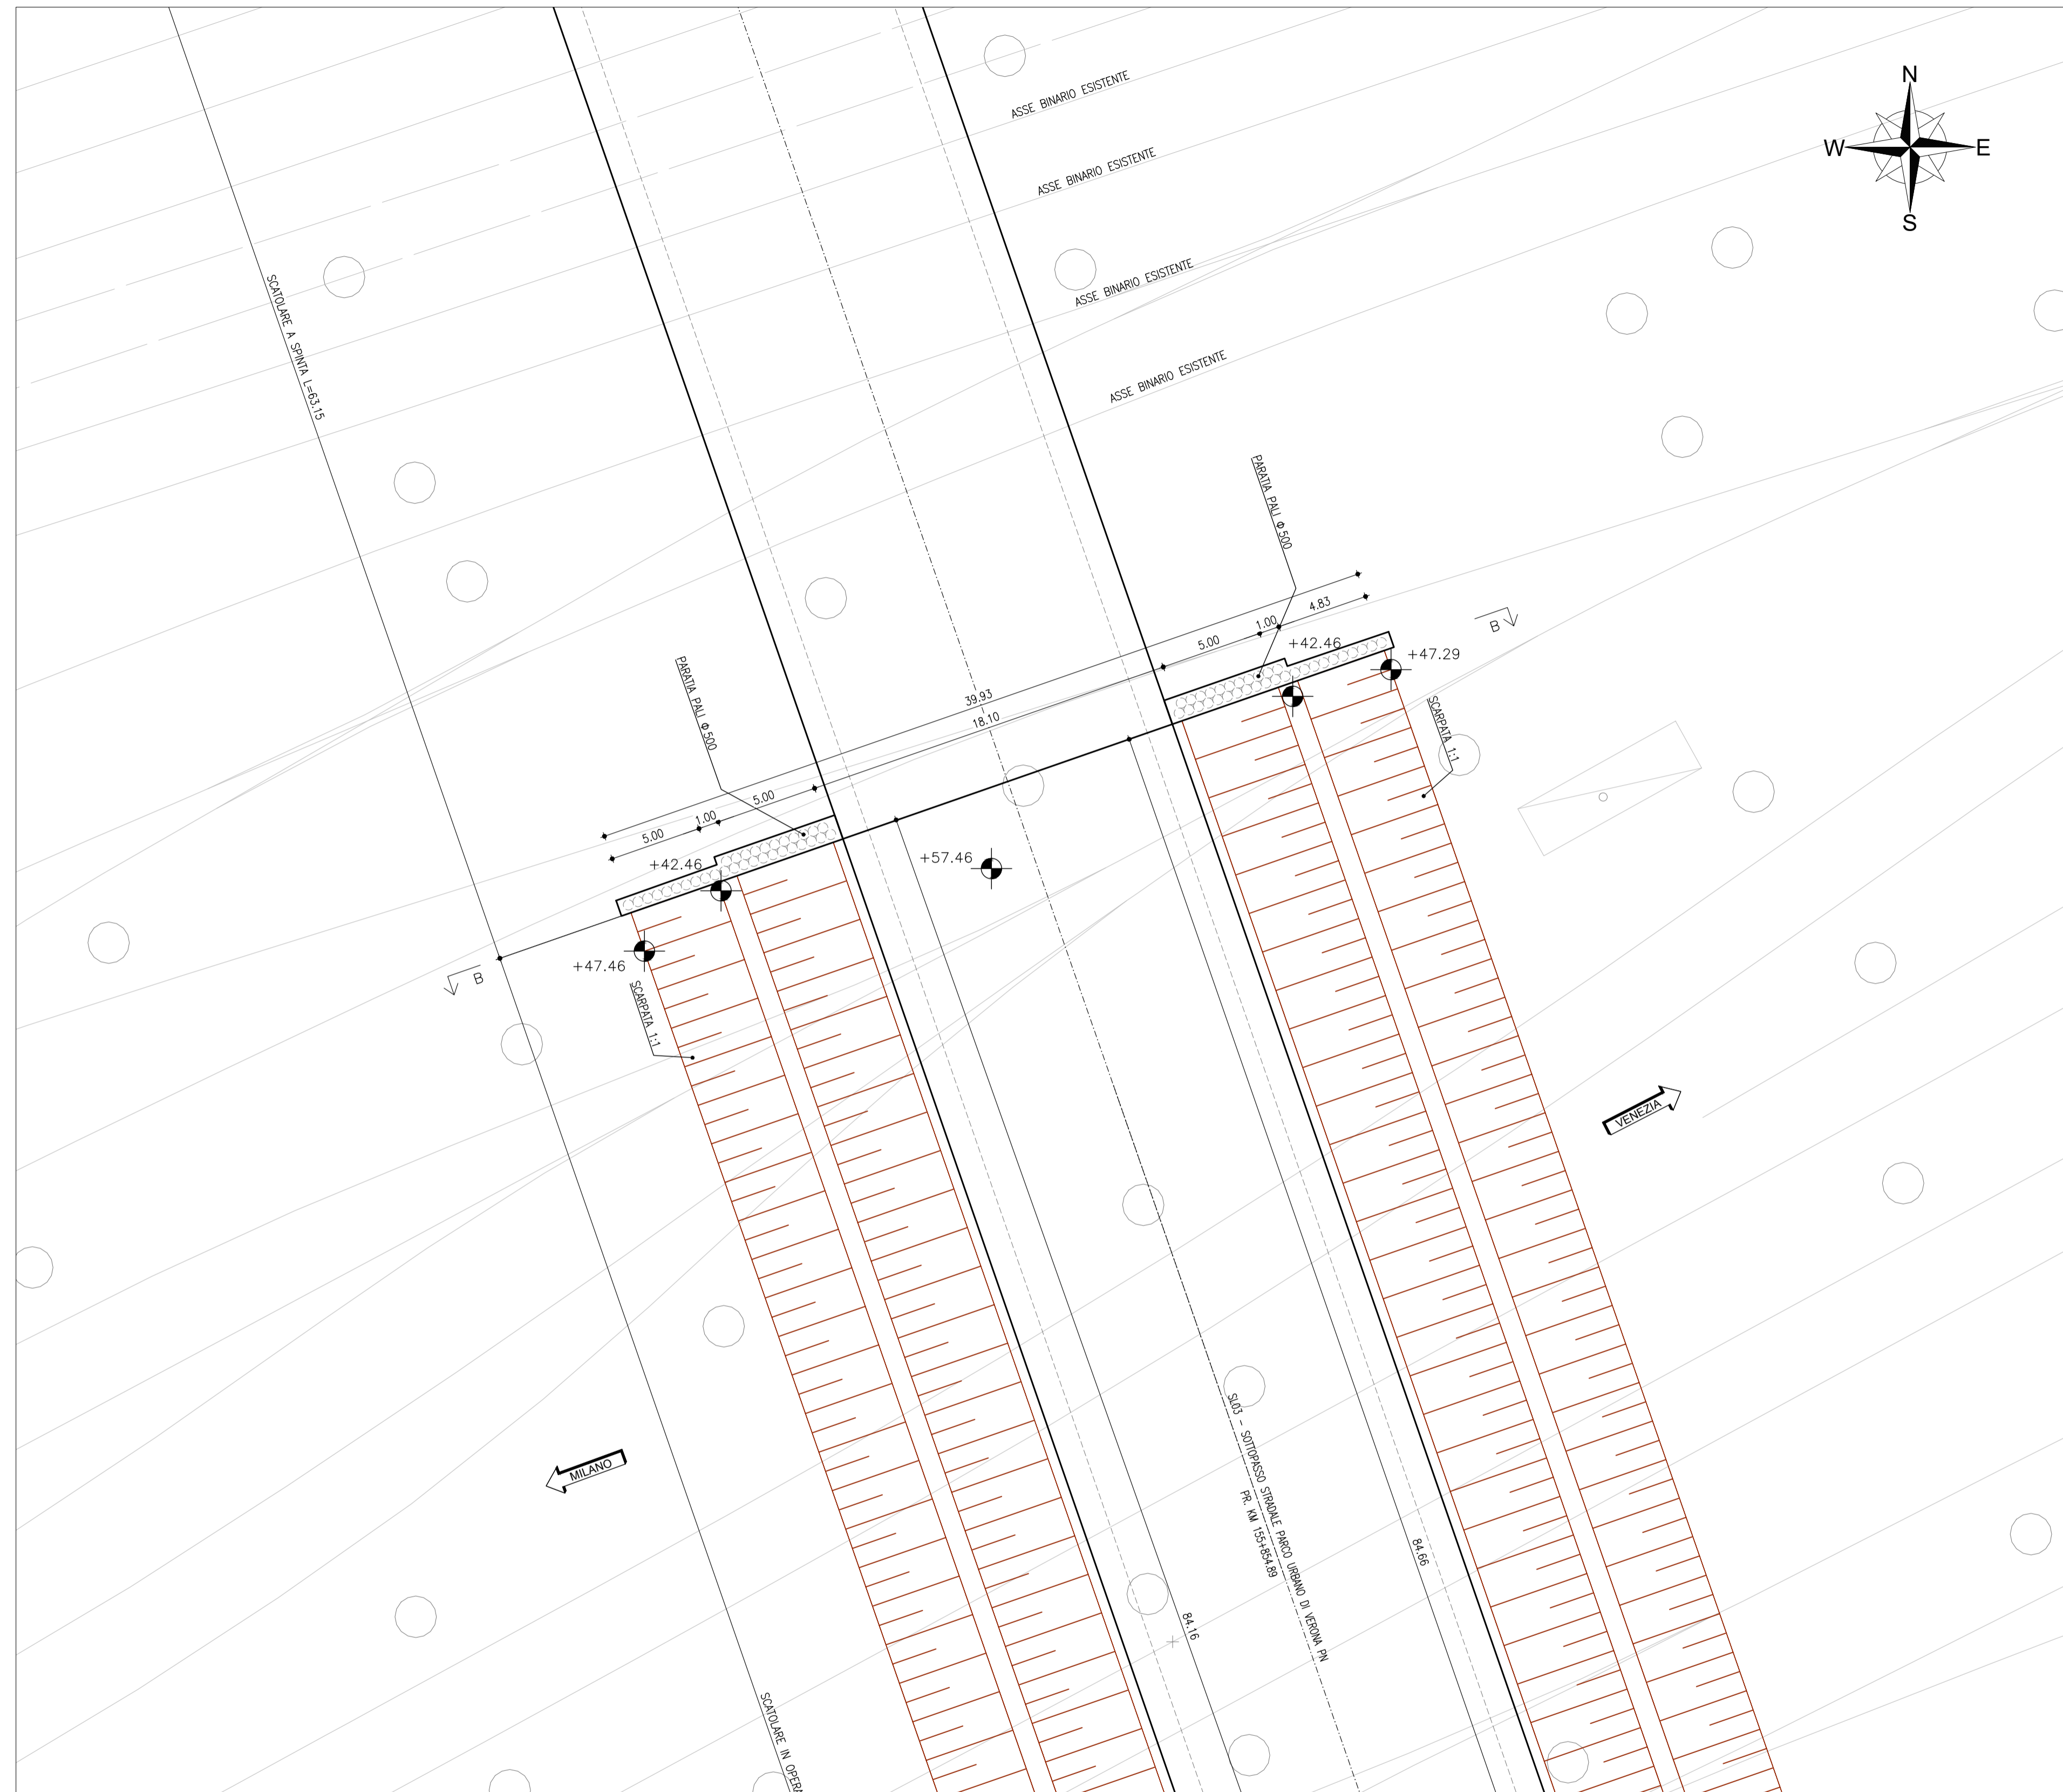 N
W
E
S
ASSE BINARIO ESISTENTE
ASSE BINARIO ESISTENTE
ASSE BINARIO ESISTENTE
ASSE BINARIO ESISTENTE
SCATOLARE A SPINTA L=63.15
PARATIA PALI Φ500
4.83
1.00
5.00
+42.46
+47.29
B
SCARPATA 1:1
PARATIA PALI Φ500
39.93
18.10
5.00
1.00
5.00
+42.46
+57.46
+47.46
B
SCARPATA 1:1
VENEZIA
MILANO
SL03 - SOTTOPASSO STRADALE PARCO URBANO DI VERONA PN
PR. KM 155+854.89
84.66
84.16
SCATOLARE IN OPERA